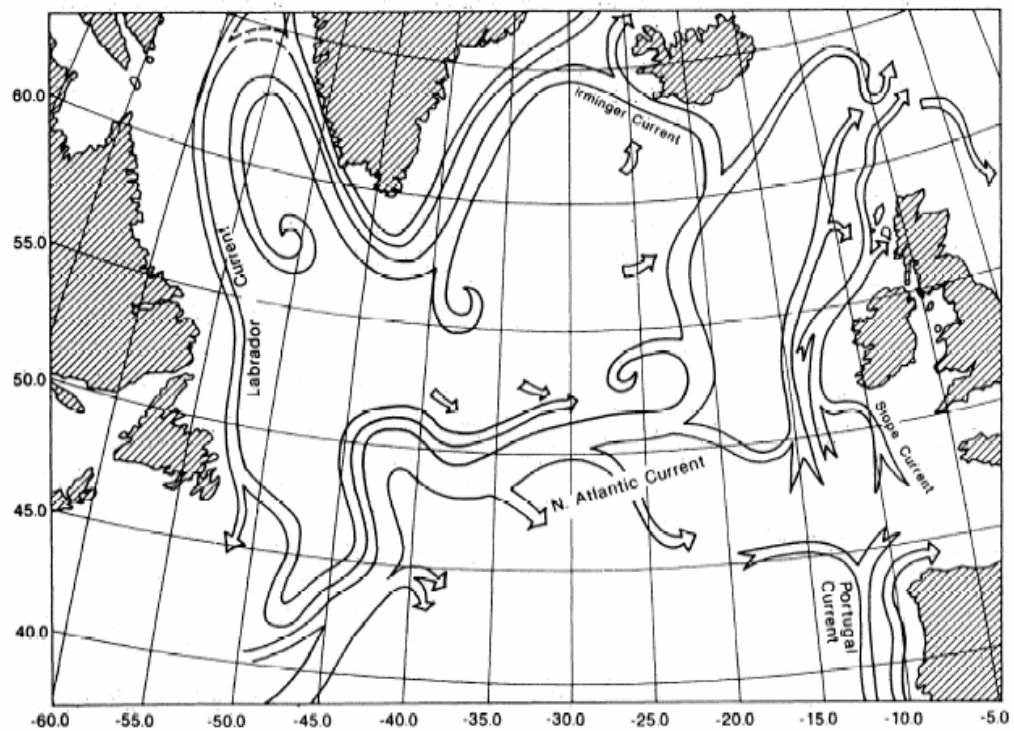 60.0
Irminger Current
55.0
Current
Labrador
50.0
Slope Current
N. Atlantic Current
45.0
Portugal
Current
40.0
-60.0 -55.0 -50.0 -45.0 -40.0 -35.0 -30.0 -25.0 -20.0 -15.0 -10.0 -5.0